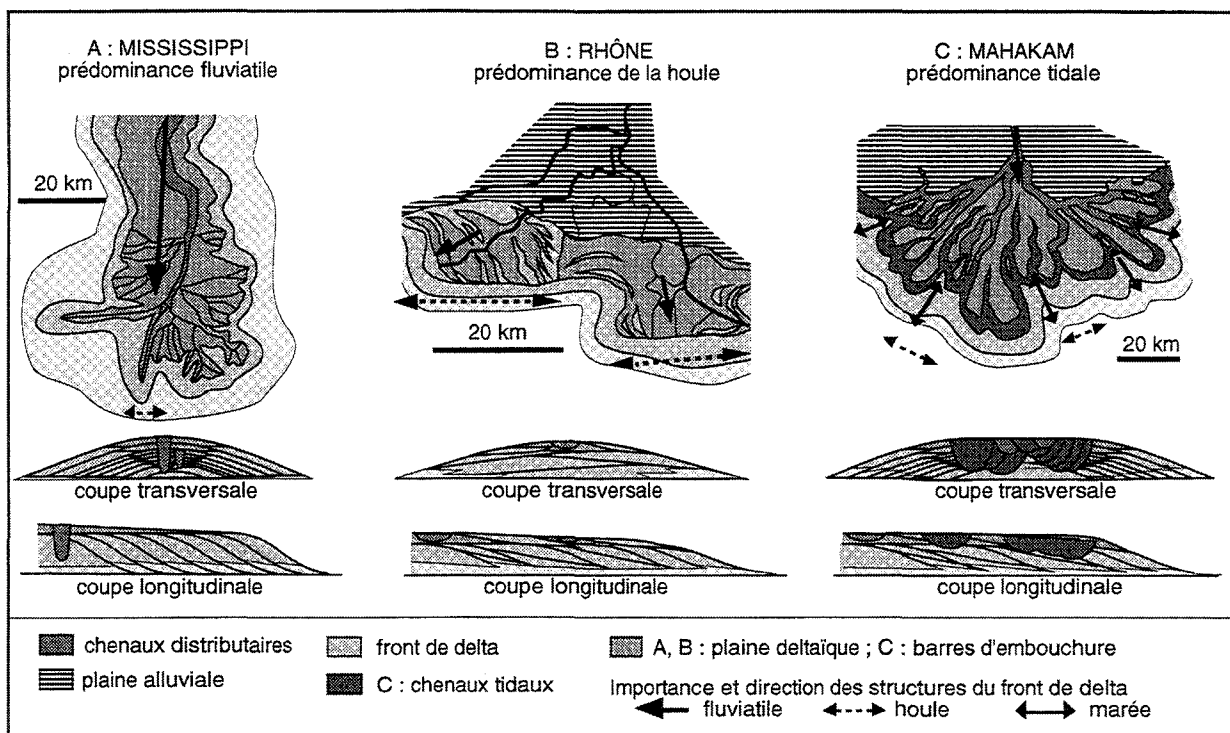 A : MISSISSIPPI
prédominance fluviatile
B : RHÔNE
prédominance de la houle
C : MAHAKAM
prédominance tidale
20 km
20 km
20 km
coupe transversale
coupe transversale
coupe transversale
coupe longitudinale
coupe longitudinale
coupe longitudinale
chenaux distributaires
front de delta
A, B : plaine deltaïque ; C : barres d'embouchure
plaine alluviale
C : chenaux tidaux
Importance et direction des structures du front de delta
fluviatile
houle
marée